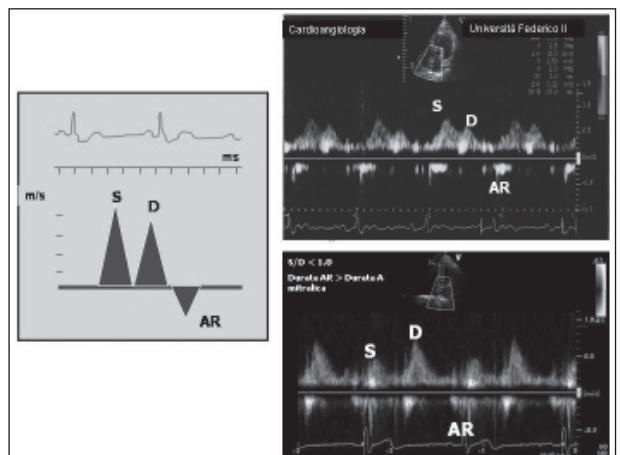 ms
m/s
S D
AR
Cardioangiologia Università Federico II
V
S
D
AR
S/D < 1.0
Durata AR > Durata A
mitralica
V
S
D
AR